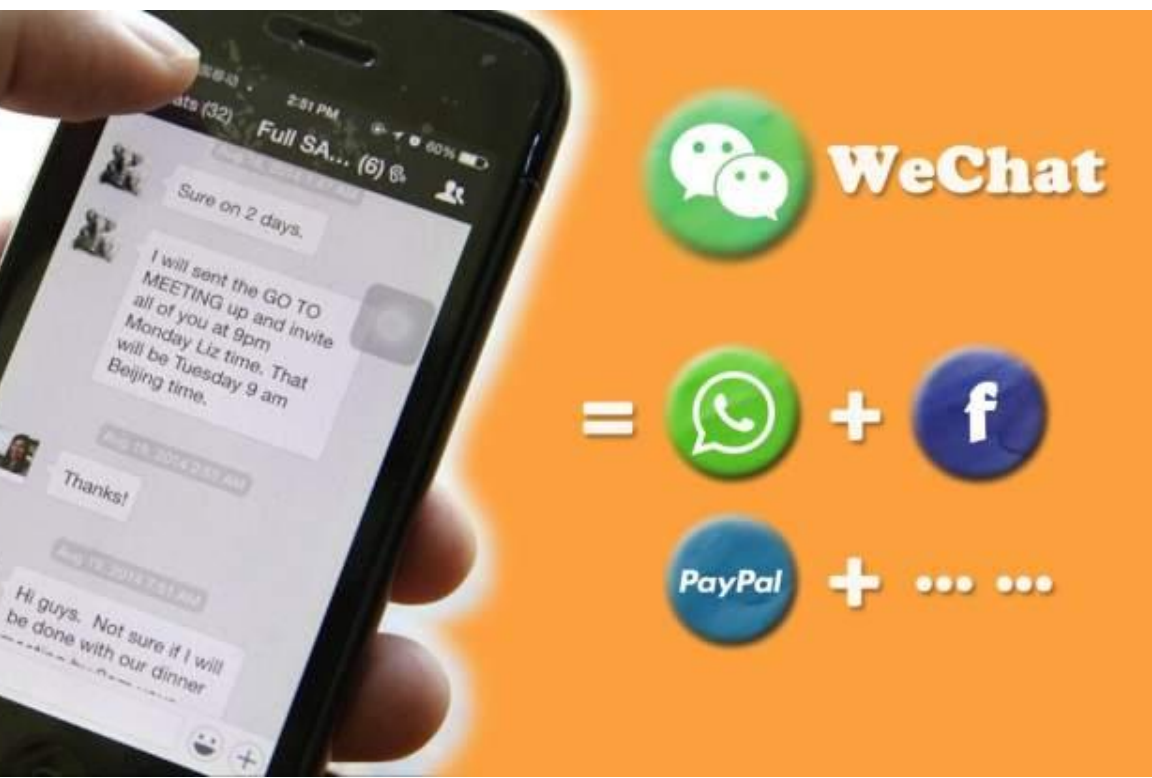 2:51 PM
60%
ats (32)
Full SA... (6)
Sure on 2 days.
I will sent the GO TO
MEETING up and invite
all of you at 9pm
Monday Liz time. That
will be Tuesday 9 am
Beijing time.
Thanks!
Hi guys. Not sure if I will
be done with our dinner
WeChat
= + f
PayPal + ... ...